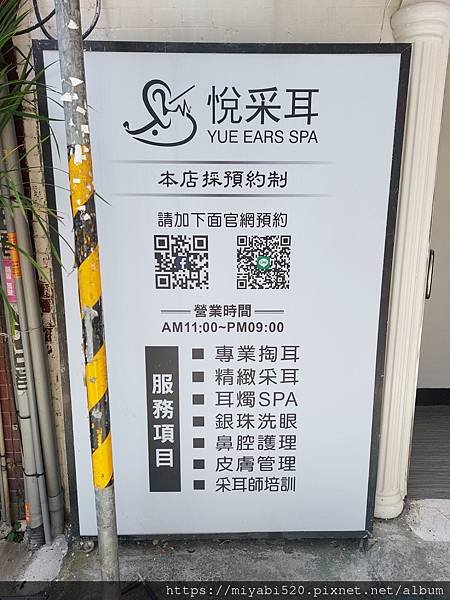 悅采耳
YUE EARS SPA
本店採預約制
請加下面官網預約
營業時間
AM11:00~PM09:00
服務項目
■ 專業掏耳
■ 精緻采耳
■ 耳燭SPA
■ 銀珠洗眼
■ 鼻腔護理
■ 皮膚管理
■ 采耳師培訓
https://miyabi520.pixnet.net/album